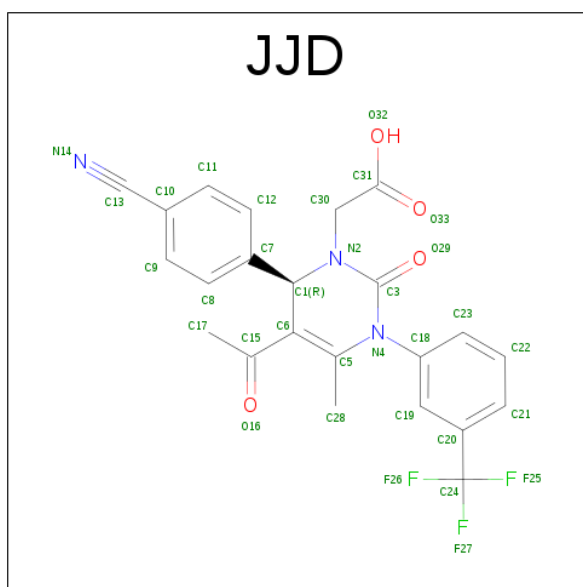 JJD
O32
OH
N14
N
C11
C31
C10
C12
C30
O
O33
C13
N2
O29
C7
N
O
C9
C1(R)
C3
C23
C8
C17
C6
N
C18
C22
C15
N4
C5
O
C28
C19
C21
O16
C20
F26
F
F
F25
C24
F
F27